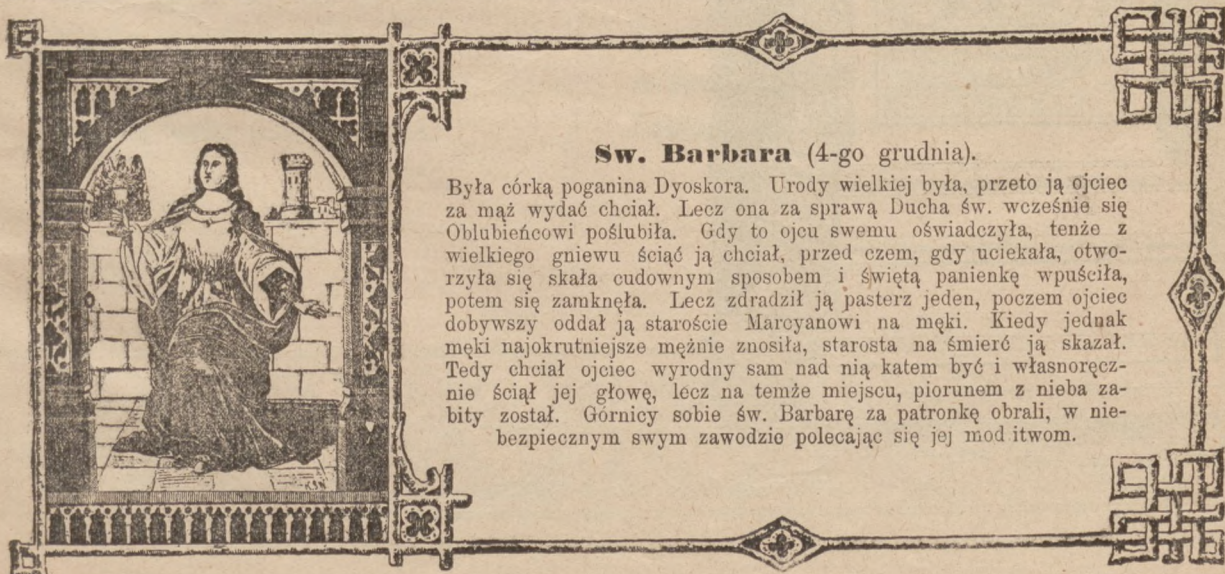 Sw. Barbara (4-go grudnia).
Była córką poganina Dyoskora. Urody wielkiej była, przeto ją ojciec
za mąż wydać chciał. Lecz ona za sprawą Ducha św. wcześnie się
Oblubieńcowi poślubiła. Gdy to ojcu swemu oświadczyła, tenże z
wielkiego gniewu ściąć ją chciał, przed czem, gdy uciekała, otwo-
rzyła się skała cudownym sposobem i świętą panienkę wpuściła,
potem się zamknęła. Lecz zdradził ją pasterz jeden, poczem ojciec
dobywszy oddał ją staroście Marcyanowi na męki. Kiedy jednak
męki najokrutniejsze mężnie znosiła, starosta na śmierć ją skazał.
Tedy chciał ojciec wyrodny sam nad nią katem być i własnoręcz-
nie ściął jej głowę, lecz na temże miejscu, piorunem z nieba za-
bity został. Górnicy sobie św. Barbarę za patronkę obrali, w nie-
bezpiecznym swym zawodzie polecając się jej mod itwom.